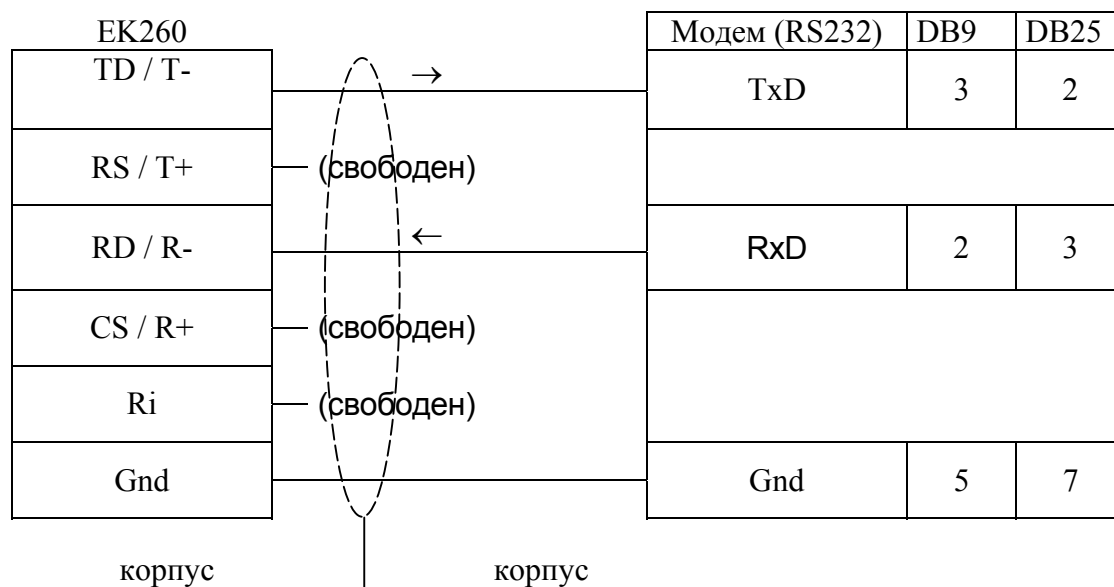 EK260 Модем (RS232) DB9 DB25
TD / T- → TxD 3 2
RS / T+ (свободен)
RD / R- ← RxD 2 3
CS / R+ (свободен)
Ri (свободен)
Gnd Gnd 5 7
корпус корпус